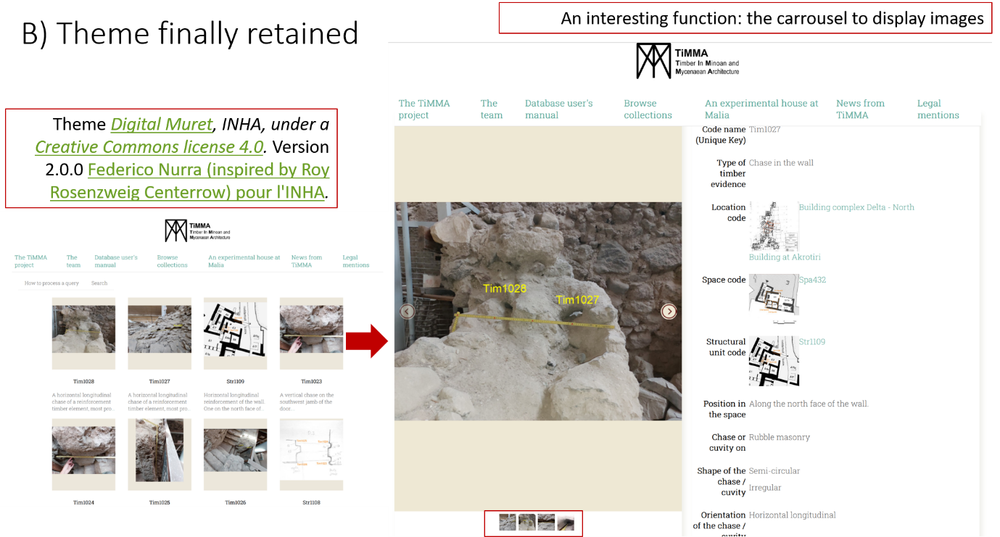 B) Theme finally retained
An interesting function: the carrousel to display images
Theme Digital Muret, INHA, under a
Creative Commons license 4.0. Version
2.0.0 Federico Nurra (inspired by Roy
Rosenzweig Centerrow) pour l'INHA.
TiMMA
Timber In Minoan and
Mycenaean Architecture
The TiMMA
project
The
team
Database user's
manual
Browse
collections
An experimental house at
Malia
News from
TiMMA
Legal
mentions
How to process a query
Search
Tim1028
A horizontal longitudinal
chase of a reinforcement
timber element, most pro...
Tim1027
A horizontal longitudinal
chase of a reinforcement
timber element, most pro...
Str1109
Horizontal longitudinal
reinforcement of the wall.
One on the north face of...
Tim1023
A vertical chase on the
southwest jamb of the
door...
Tim1024
Tim1025
Tim1026
Str1108
TiMMA
Timber In Minoan and
Mycenaean Architecture
The TiMMA
project
The
team
Database user's
manual
Browse
collections
An experimental house at
Malia
News from
TiMMA
Legal
mentions
Tim1028
Tim1027
Code name
(Unique Key)
Tim1027
Type of
timber
evidence
Chase in the wall
Location
code
Building complex Delta - North
Building at Akrotiri
Space code
Spa432
Structural
unit code
Str1109
Position in
the space
Along the north face of the wall.
Chase or
cuvity on
Rubble masonry
Shape of the
chase /
cuvity
Semi-circular
Irregular
Orientation
of the chase /
cuvity
Horizontal longitudinal